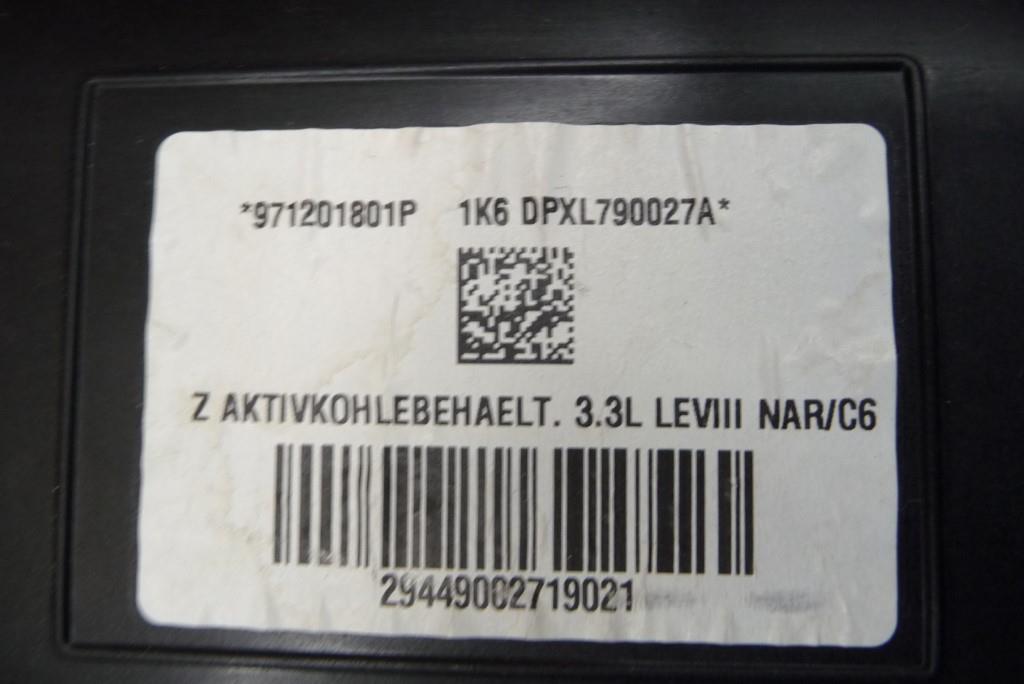 *971201801P 1K6 DPXL790027A*
Z AKTIVKOHLEBEHAELT. 3.3L LEVIII NAR/C6
29449002719021